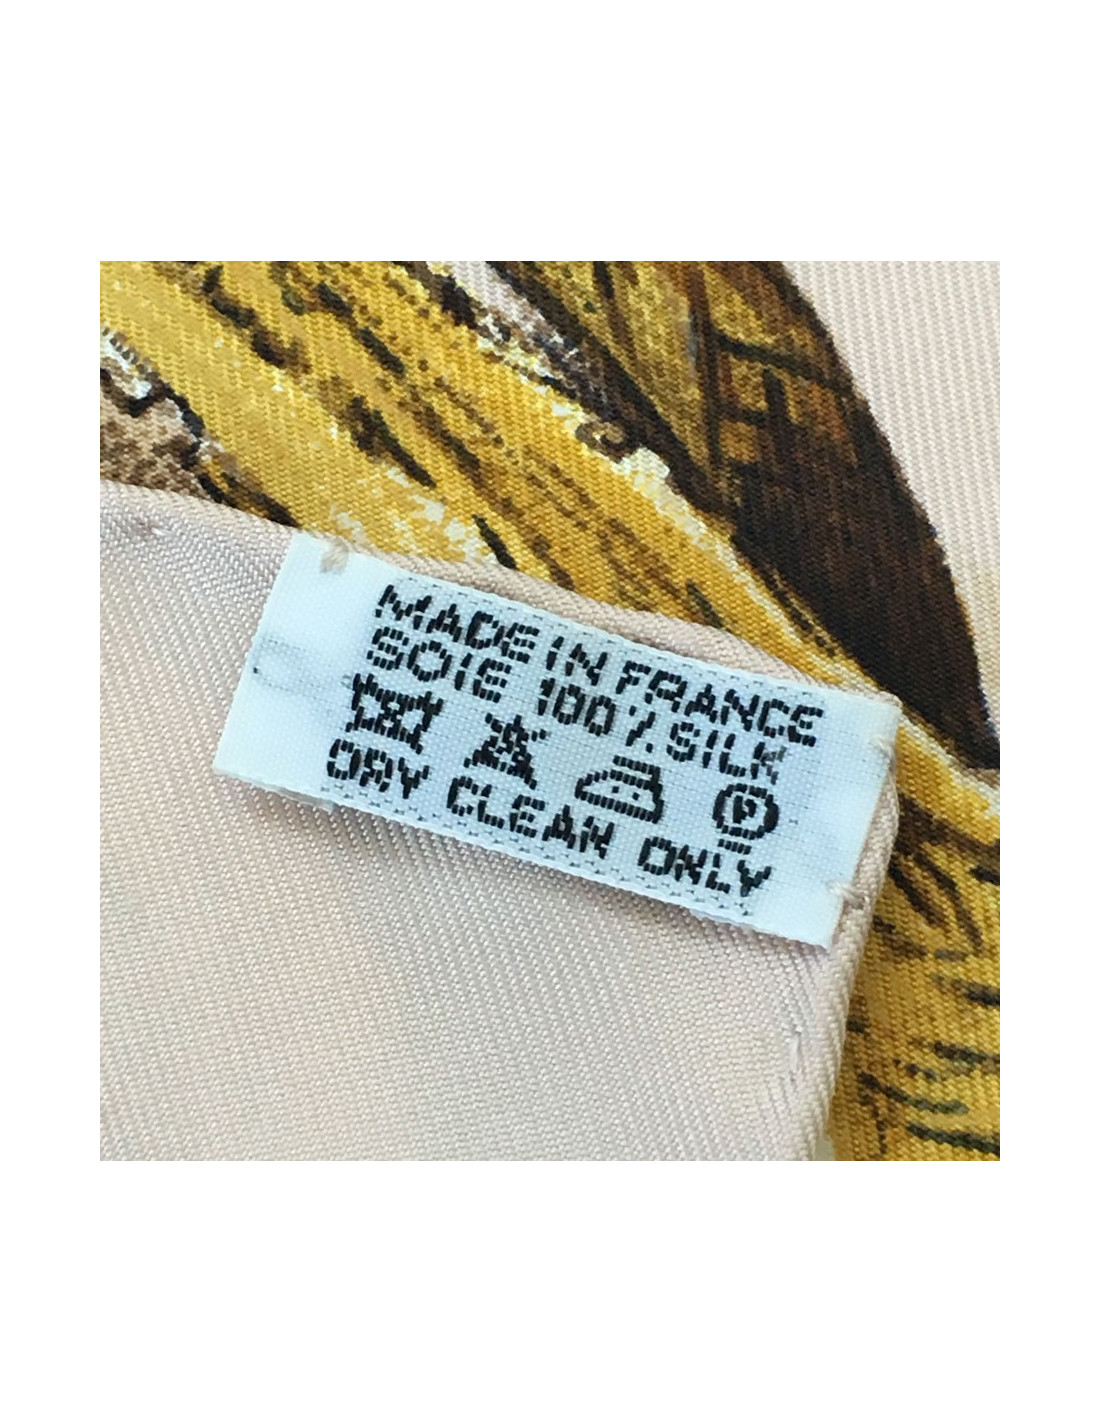 MADE IN FRANCE
SOIE 100% SILK
P
DRY CLEAN ONLY